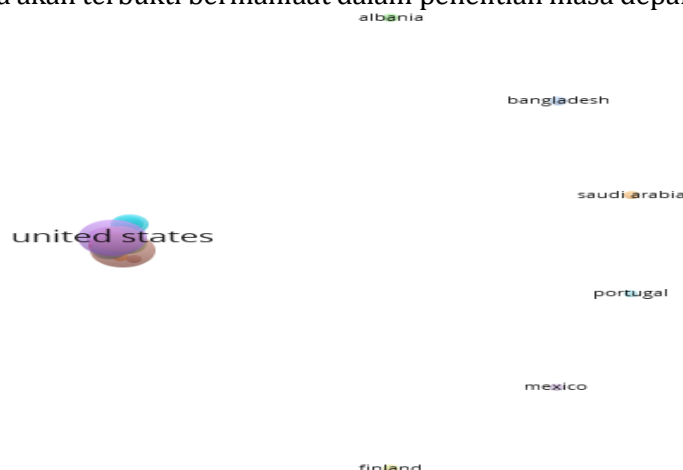 akan terbukti bermanfaat dalam penelitian masa
albania
bangladesh
saudi arabia
united states
portugal
mexico
finland